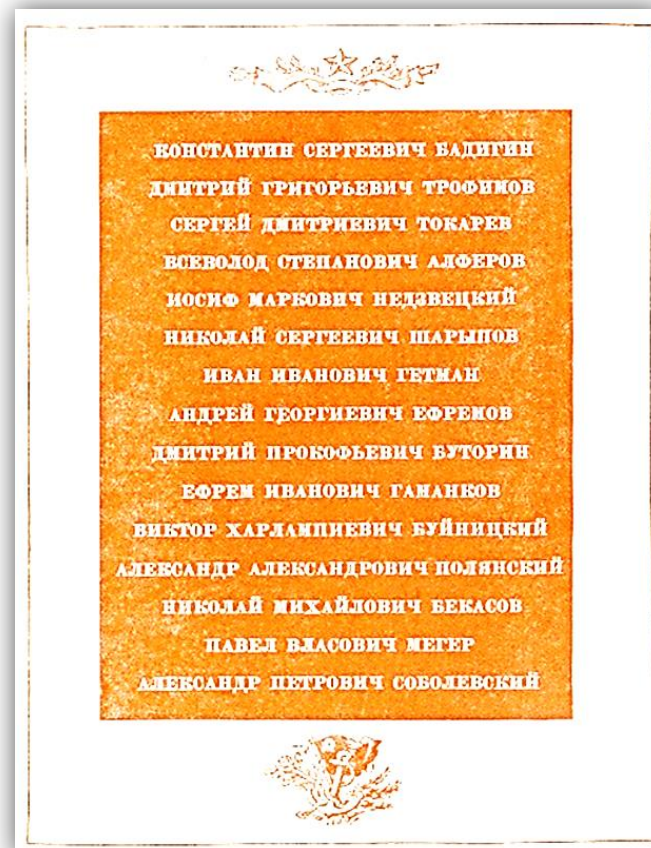 КОНСТАНТИН СЕРГЕЕВИЧ БАДИГИН
ДМИТРИЙ ГРИГОРЬЕВИЧ ТРОФИМОВ
СЕРГЕЙ ДМИТРИЕВИЧ ТОКАРЕВ
ВСЕВОЛОД СТЕПАНОВИЧ АЛФЕРОВ
ИОСИФ МАРКОВИЧ НЕДЗВЕЦКИЙ
НИКОЛАЙ СЕРГЕЕВИЧ ШАРЫПОВ
ИВАН ИВАНОВИЧ ГЕТМАН
АНДРЕЙ ГЕОРГИЕВИЧ ЕФРЕМОВ
ДМИТРИЙ ПРОКОФЬЕВИЧ БУТОРИН
ЕФРЕМ ИВАНОВИЧ ГАМАНКОВ
ВИКТОР ХАРЛАМПИЕВИЧ БУЙНИЦКИЙ
АЛЕКСАНДР АЛЕКСАНДРОВИЧ ПОЛЯНСКИЙ
НИКОЛАЙ МИХАЙЛОВИЧ БЕКАСОВ
ПАВЕЛ ВЛАСОВИЧ МЕГЕР
АЛЕКСАНДР ПЕТРОВИЧ СОБОЛЕВСКИЙ